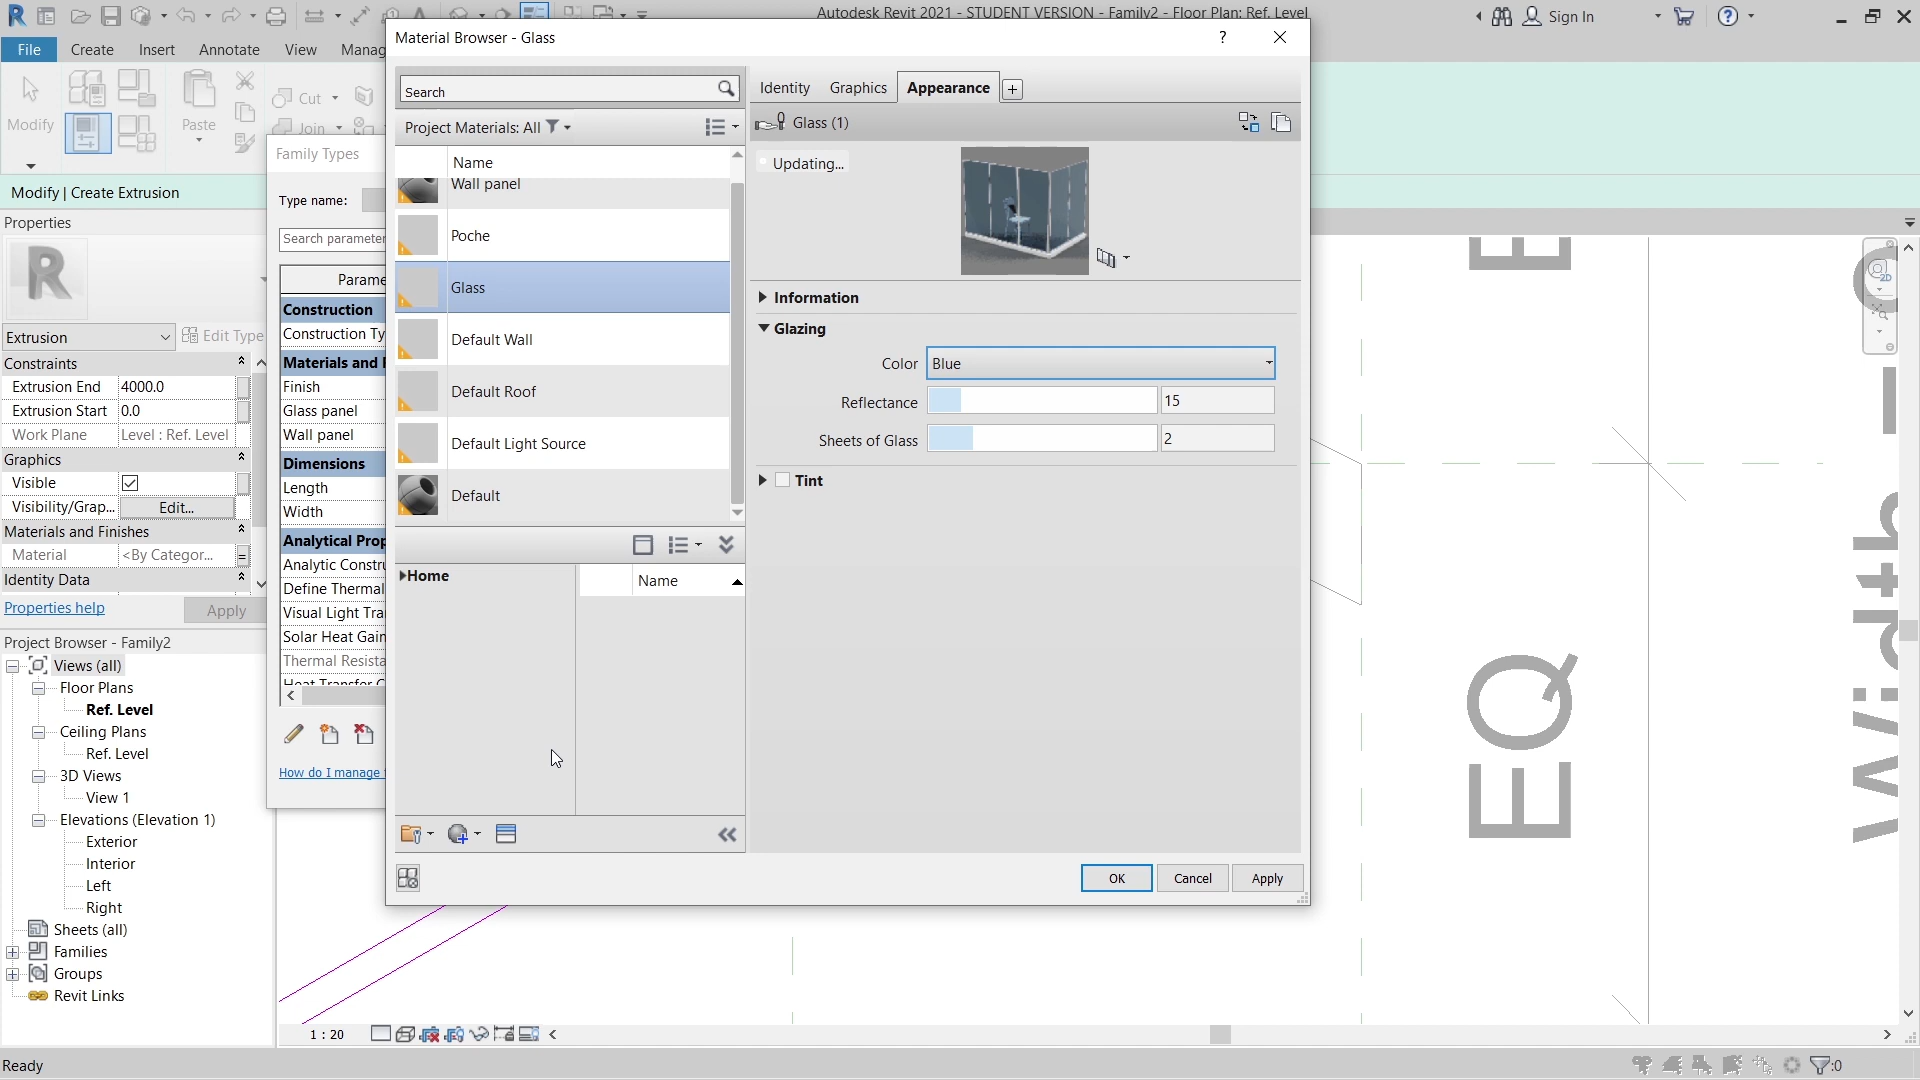 Autodesk Revit 2021 - STUDENT VERSION - Family2 - Floor Plan: Ref. Level
Sign In
File
Create
Insert
Annotate
View
Manag
Modify
Paste
Cut
Join
Modify | Create Extrusion
Properties
Extrusion
Edit Type
Constraints
Extrusion End 4000.0
Extrusion Start 0.0
Work Plane Level : Ref. Level
Graphics
Visible
Visibility/Grap... Edit...
Materials and Finishes
Material <By Categor...
Identity Data
Properties help
Apply
Project Browser - Family2
Views (all)
Floor Plans
Ref. Level
Ceiling Plans
Ref. Level
3D Views
View 1
Elevations (Elevation 1)
Exterior
Interior
Left
Right
Sheets (all)
Families
Groups
Revit Links
Ready
Family Types
Type name:
Search parameter
Parame
Construction
Construction Ty
Materials and
Finish
Glass panel
Wall panel
Dimensions
Length
Width
Analytical Prop
Analytic Constru
Define Thermal
Visual Light Tra
Solar Heat Gain
Thermal Resista
Heat Transfer C
How do I manage
Material Browser - Glass
?
Search
Project Materials: All
Name
Wall panel
Poche
Glass
Default Wall
Default Roof
Default Light Source
Default
Home
Name
Identity
Graphics
Appearance
+
Glass (1)
Updating...
Information
Glazing
Color Blue
Reflectance 15
Sheets of Glass 2
Tint
OK
Cancel
Apply
EQ
Width
1 : 20
2D
:0